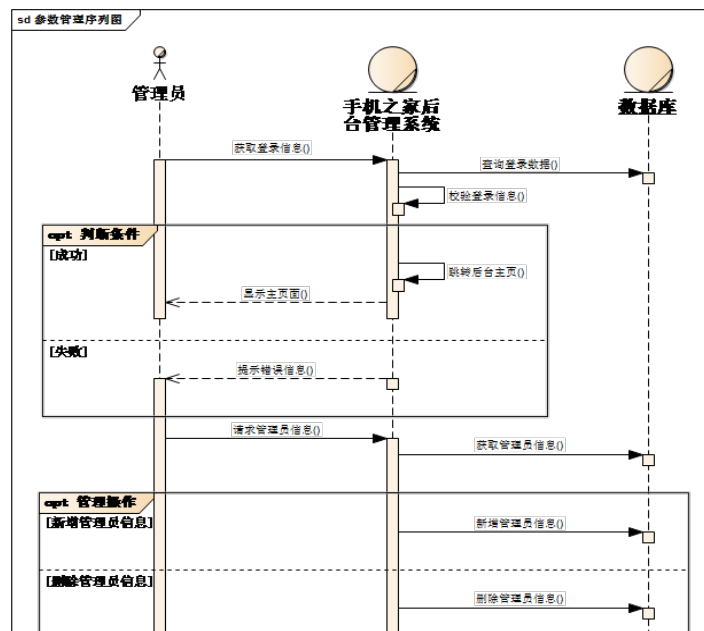 sd 参数管理序列图
管理员
手机之家后
台管理系统
数据库
获取登录信息()
查询登录数据()
校验登录信息()
opt 判断条件
[成功]
跳转后台主页()
显示主页面()
[失败]
提示错误信息()
请求管理员信息()
获取管理员信息()
opt 管理操作
[新增管理员信息]
新增管理员信息()
[删除管理员信息]
删除管理员信息()